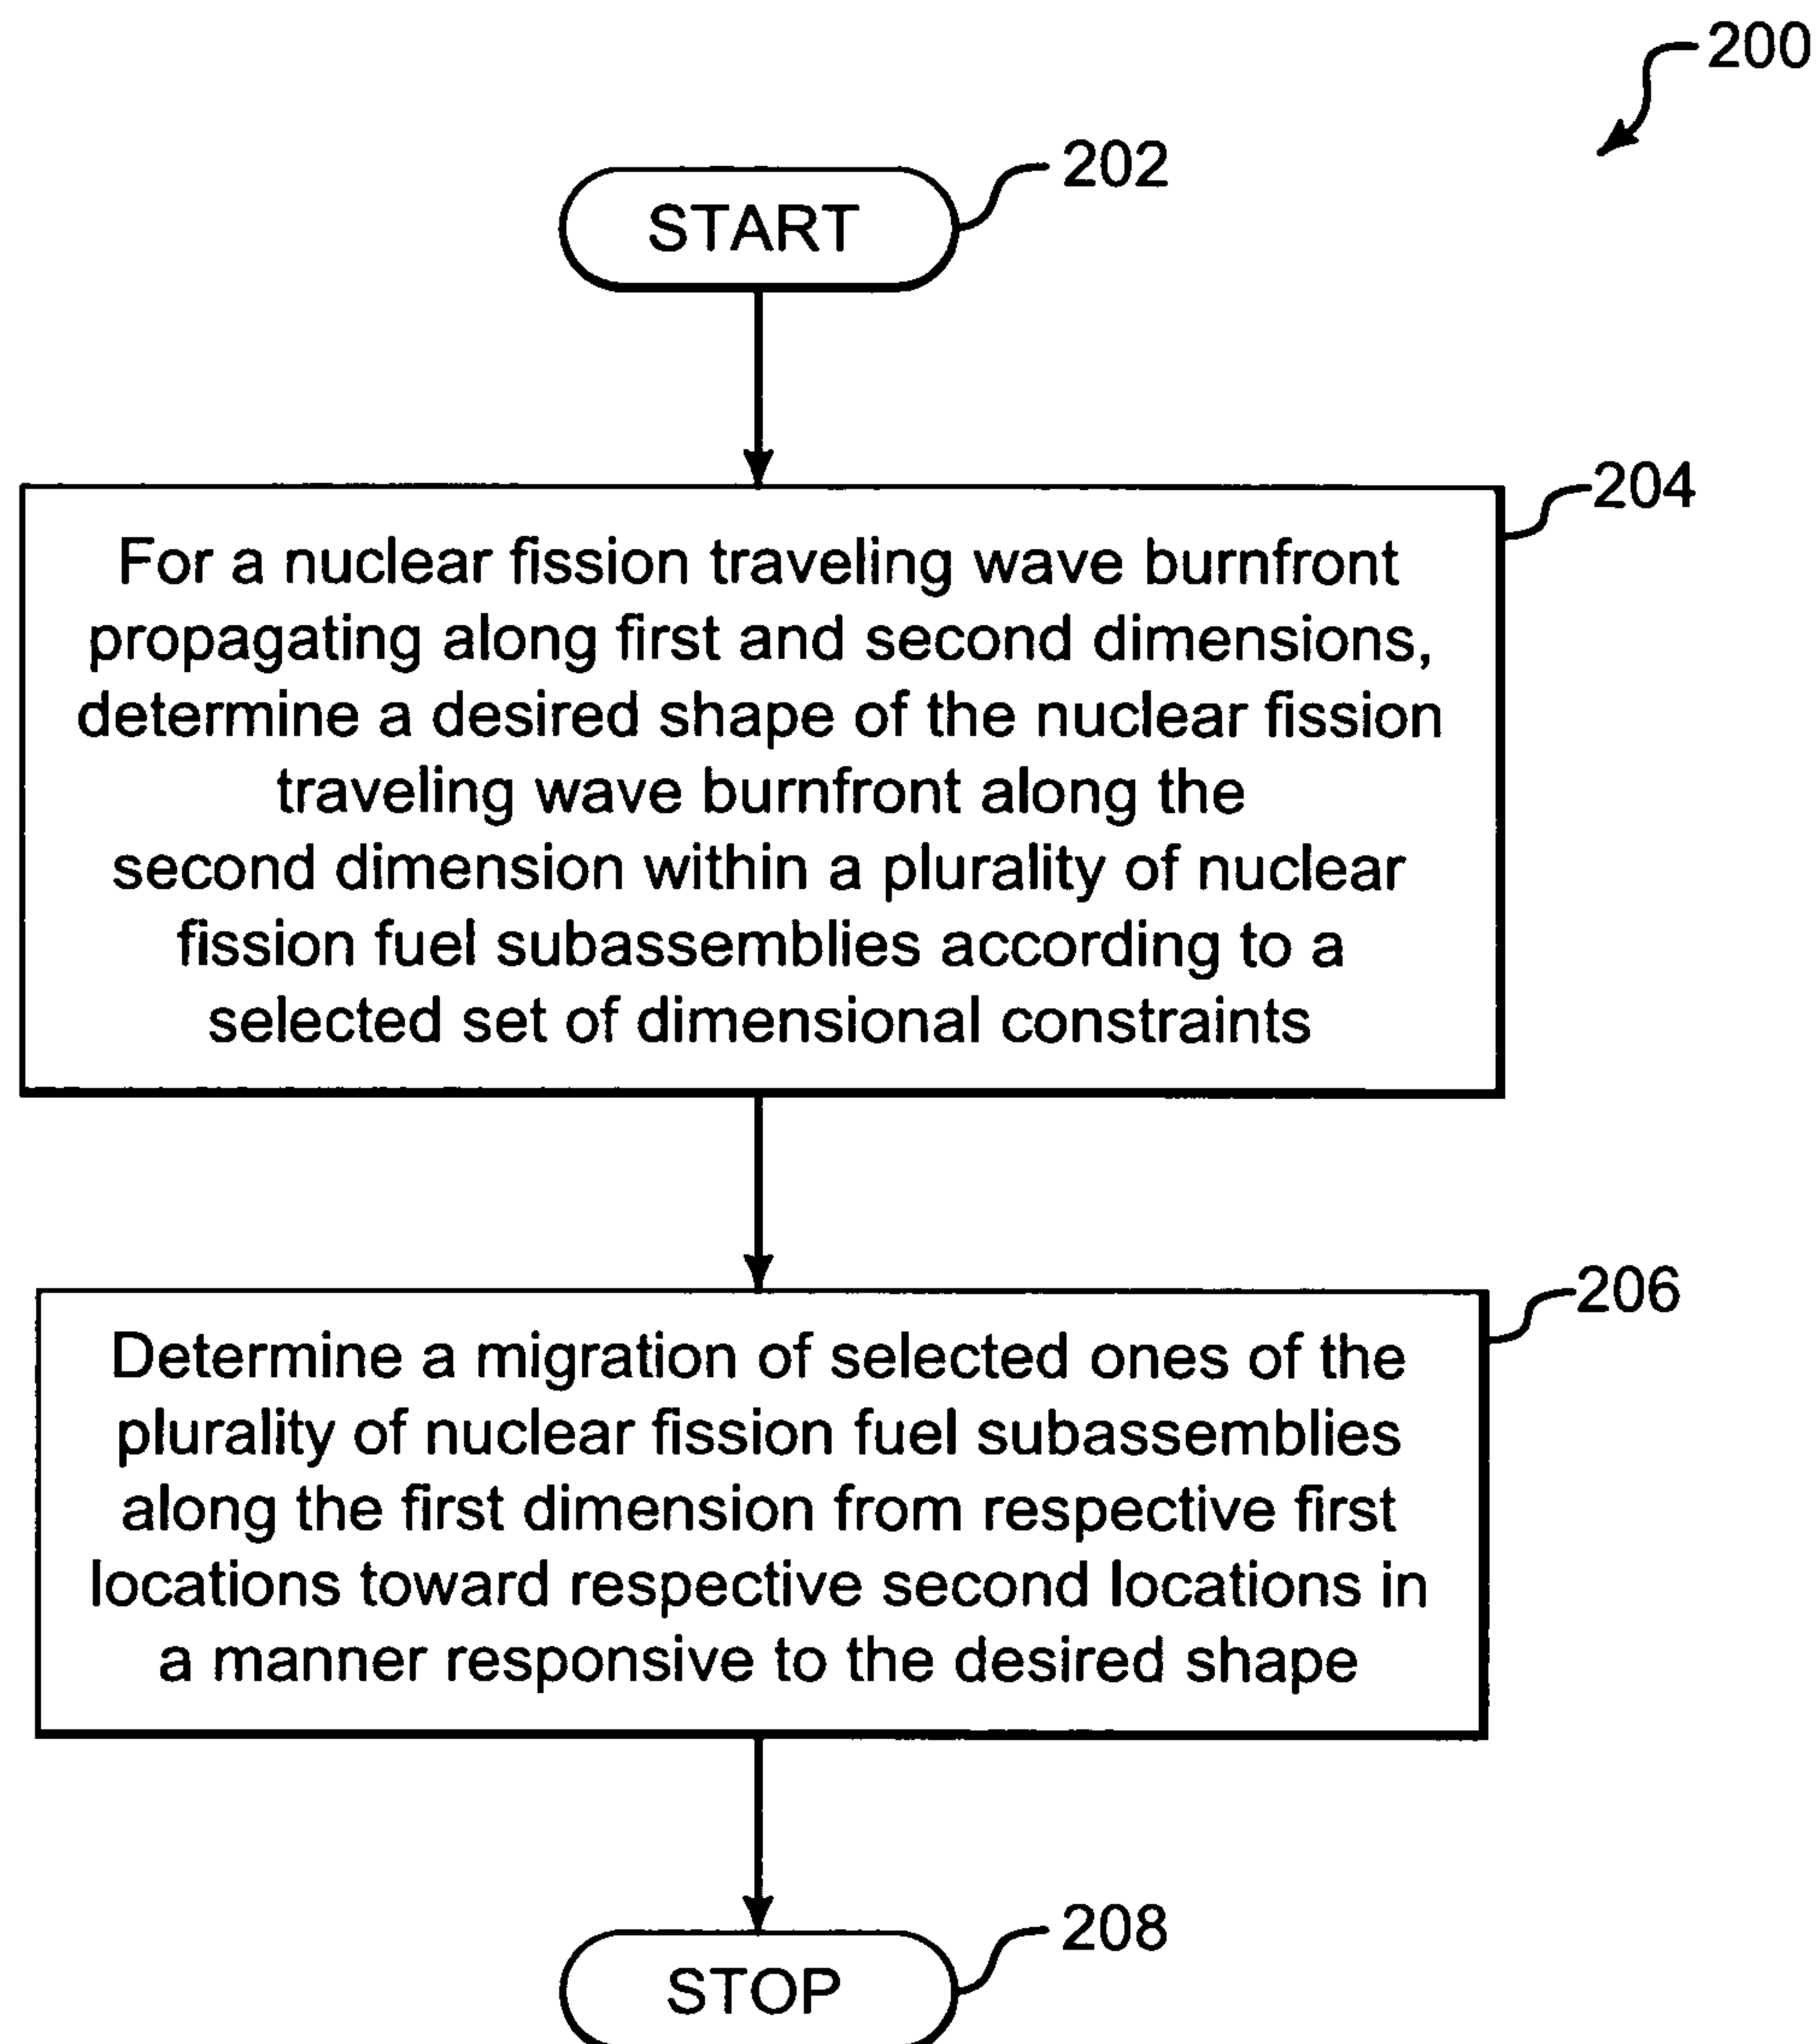 200
202
START
204
For a nuclear fission traveling wave burnfront
propagating along first and second dimensions,
determine a desired shape of the nuclear fission
traveling wave burnfront along the
second dimension within a plurality of nuclear
fission fuel subassemblies according to a
selected set of dimensional constraints
206
Determine a migration of selected ones of the
plurality of nuclear fission fuel subassemblies
along the first dimension from respective first
locations toward respective second locations in
a manner responsive to the desired shape
208
STOP